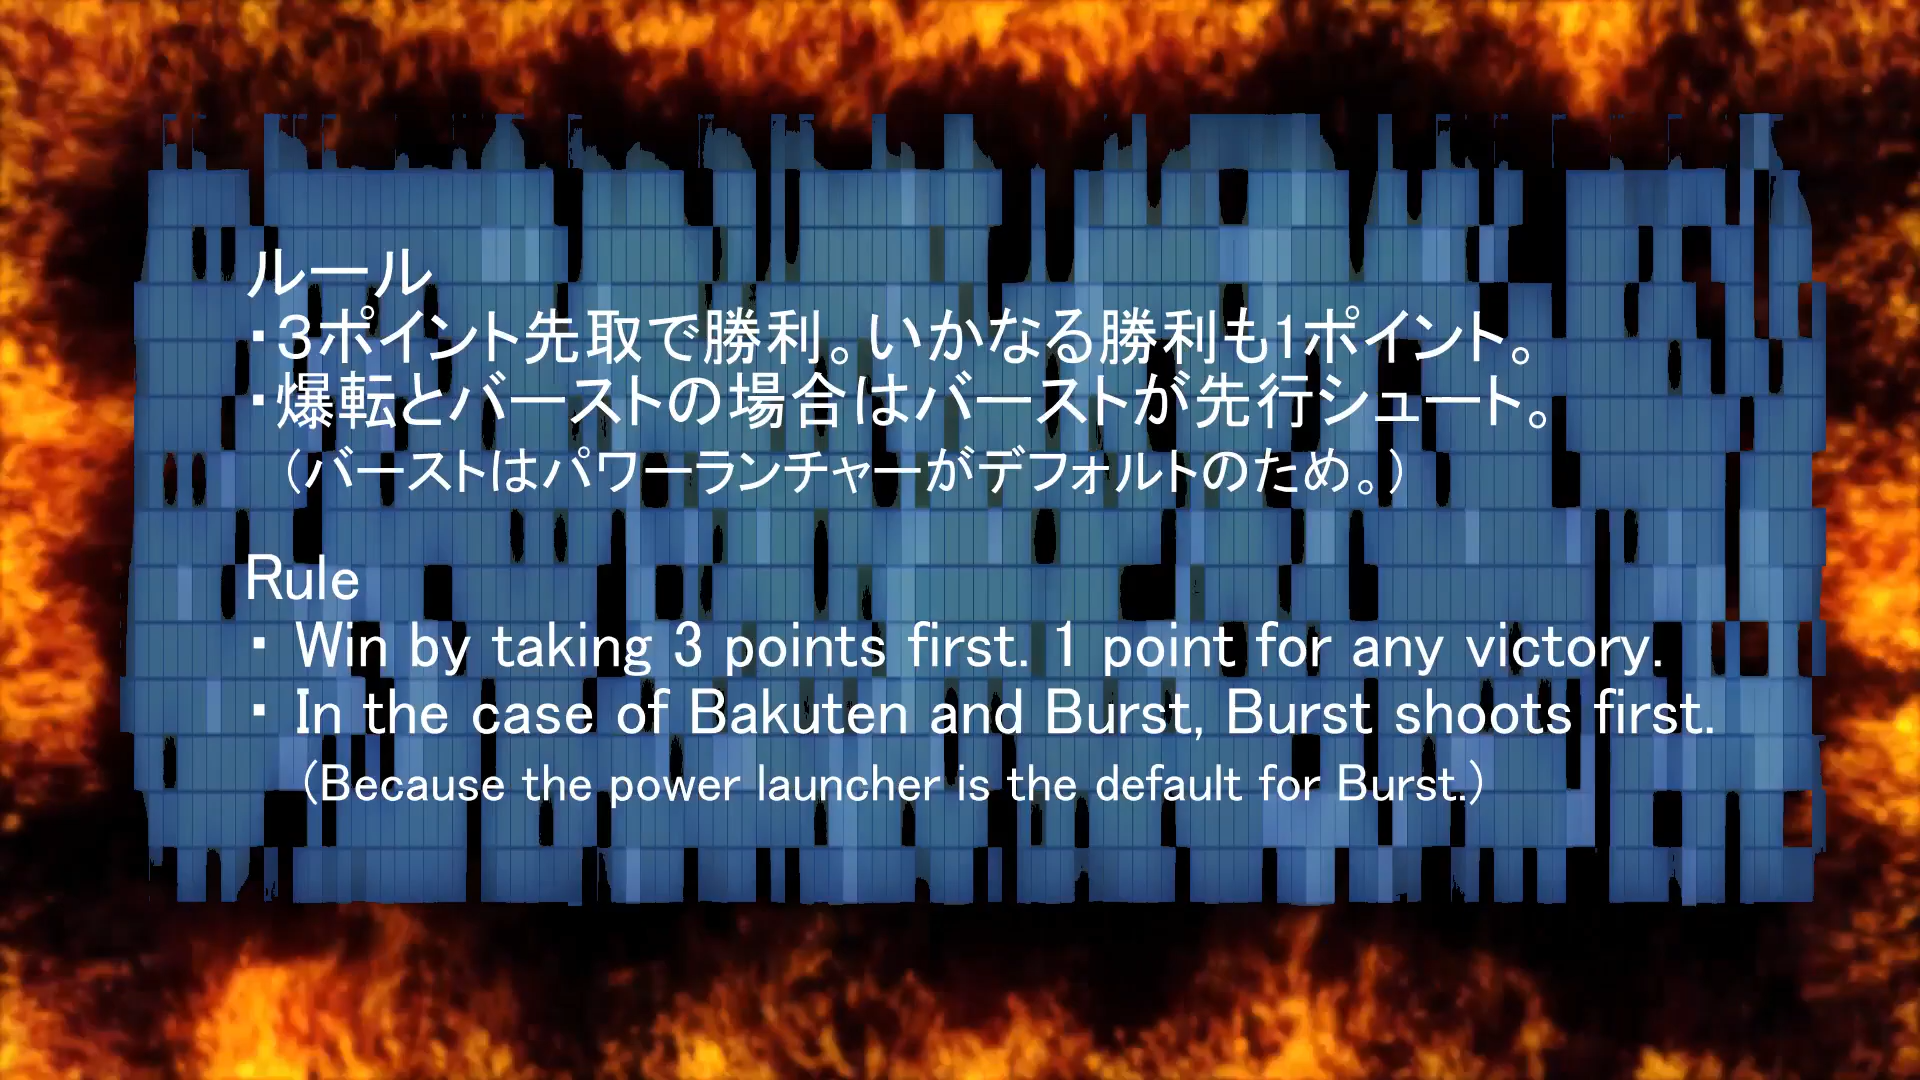 ルール
・３ポイント先取で勝利。いかなる勝利も1ポイント。
・爆転とバーストの場合はバーストが先行シュート。
（バーストはパワーランチャーがデフォルトのため。）
Rule
・ Win by taking 3 points first. 1 point for any victory.
・ In the case of Bakuten and Burst, Burst shoots first.
（Because the power launcher is the default for Burst.）